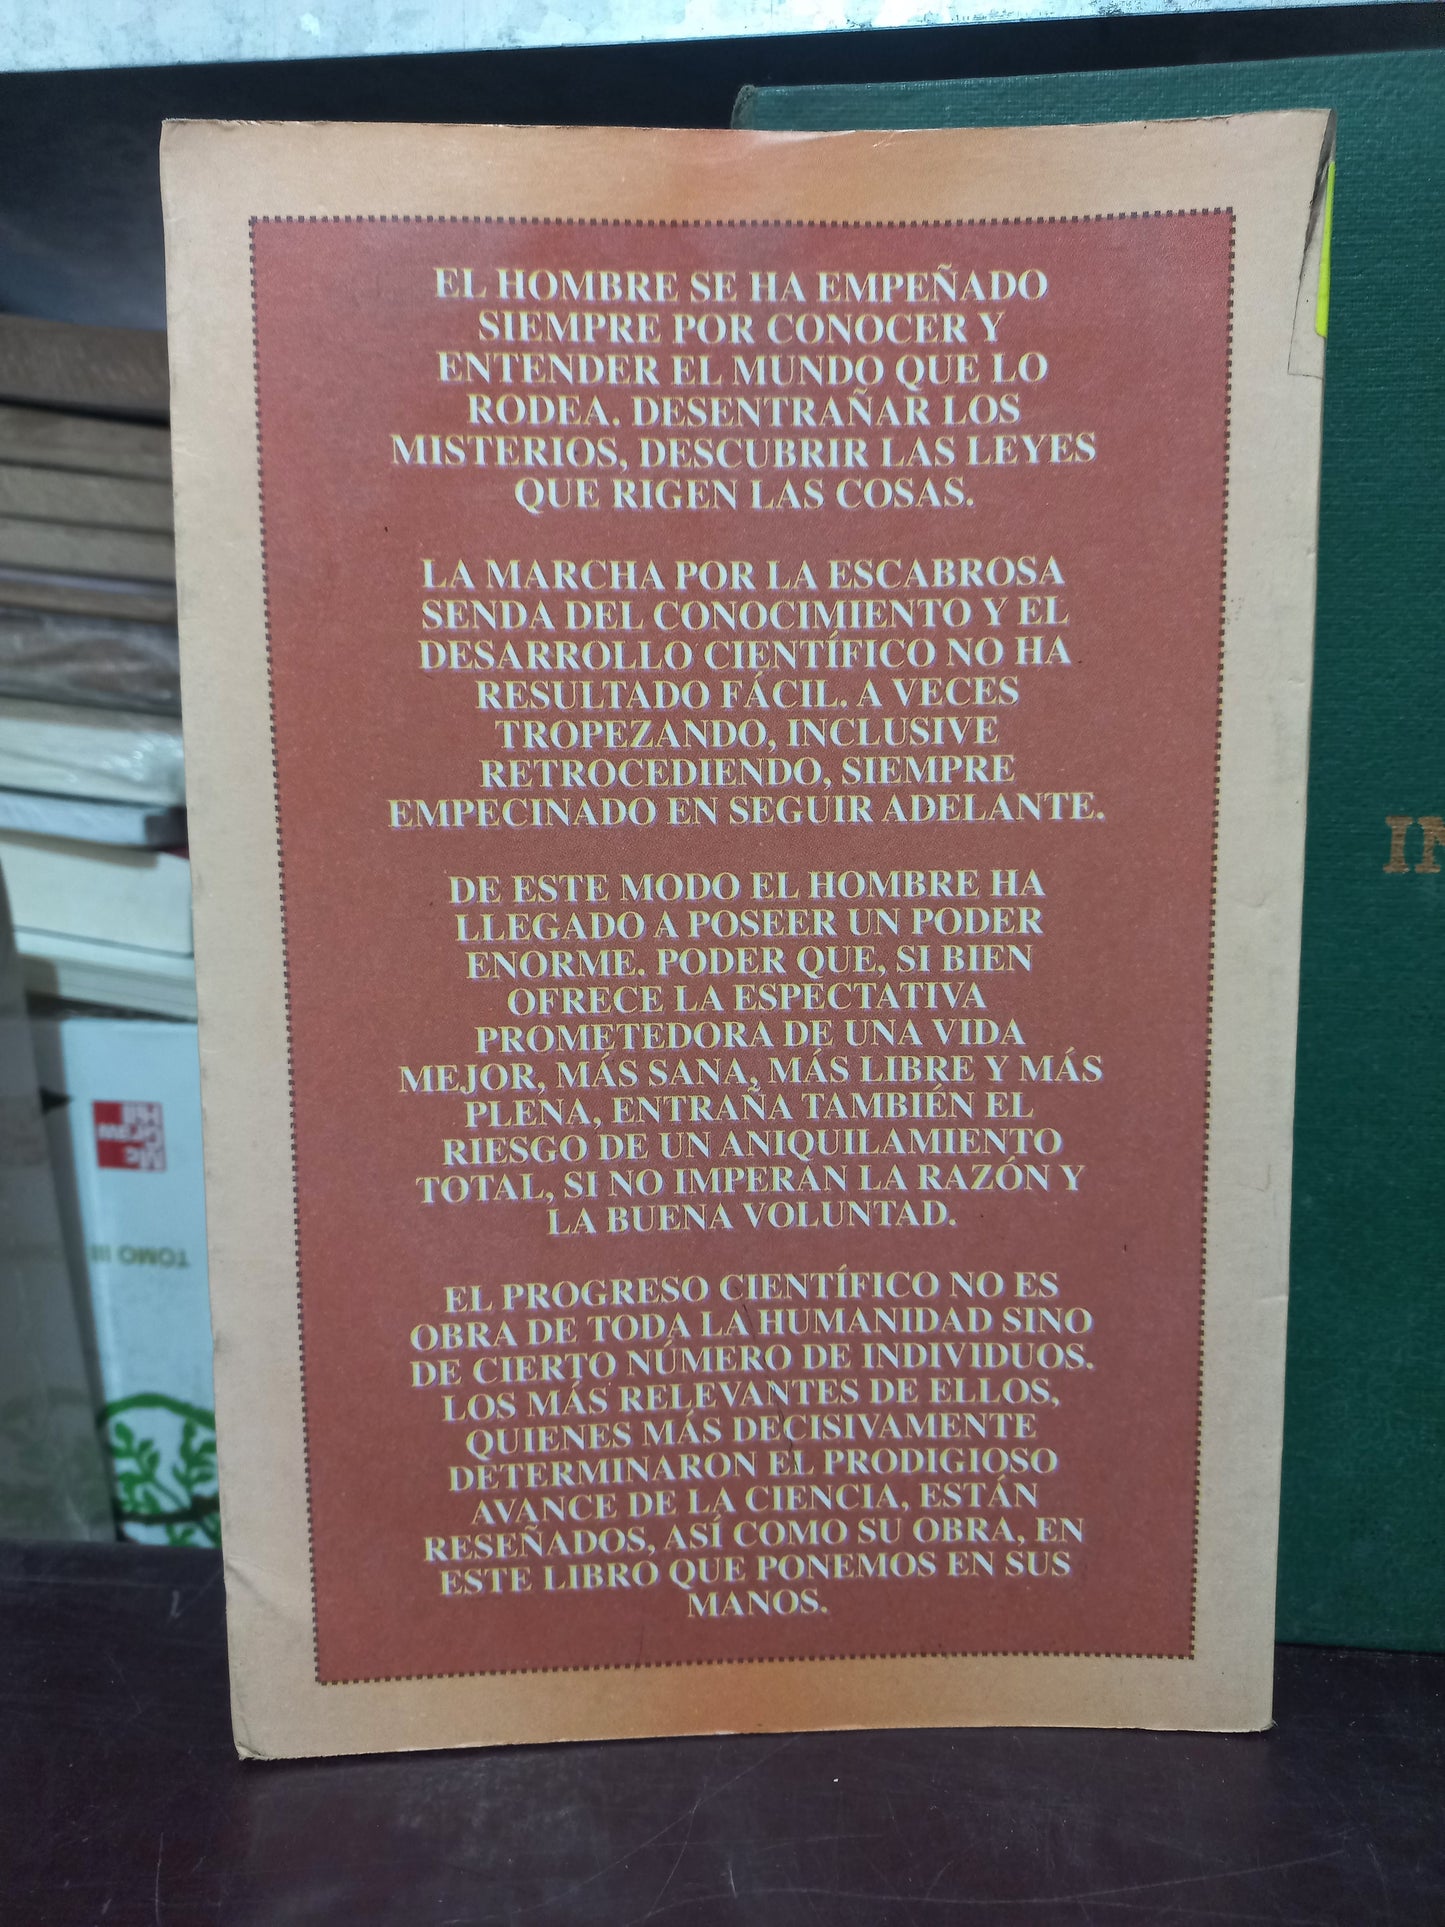 EL HOMBRE SE HA EMPEÑADO
SIEMPRE POR CONOCER Y
ENTENDER EL MUNDO QUE LO
RODEA. DESENTRAÑAR LOS
MISTERIOS, DESCUBRIR LAS LEYES
QUE RIGEN LAS COSAS.
LA MARCHA POR LA ESCABROSA
SENDA DEL CONOCIMIENTO Y EL
DESARROLLO CIENTÍFICO NO HA
RESULTADO FÁCIL. A VECES
TROPEZANDO, INCLUSIVE
RETROCEDIENDO, SIEMPRE
EMPECINADO EN SEGUIR ADELANTE.
DE ESTE MODO EL HOMBRE HA
LLEGADO A POSEER UN PODER
ENORME. PODER QUE, SI BIEN
OFRECE LA ESPECTATIVA
PROMETEDORA DE UNA VIDA
MEJOR, MÁS SANA, MÁS LIBRE Y MÁS
PLENA, ENTRAÑA TAMBIÉN EL
RIESGO DE UN ANIQUILAMIENTO
TOTAL, SI NO IMPERAN LA RAZÓN Y
LA BUENA VOLUNTAD.
EL PROGRESO CIENTÍFICO NO ES
OBRA DE TODA LA HUMANIDAD SINO
DE CIERTO NÚMERO DE INDIVIDUOS.
LOS MÁS RELEVANTES DE ELLOS,
QUIENES MÁS DECISIVAMENTE
DETERMINARON EL PRODIGIOSO
AVANCE DE LA CIENCIA, ESTÁN
RESEÑADOS, ASÍ COMO SU OBRA, EN
ESTE LIBRO QUE PONEMOS EN SUS
MANOS.
Mc
Graw
Hill
TOMO III
IN